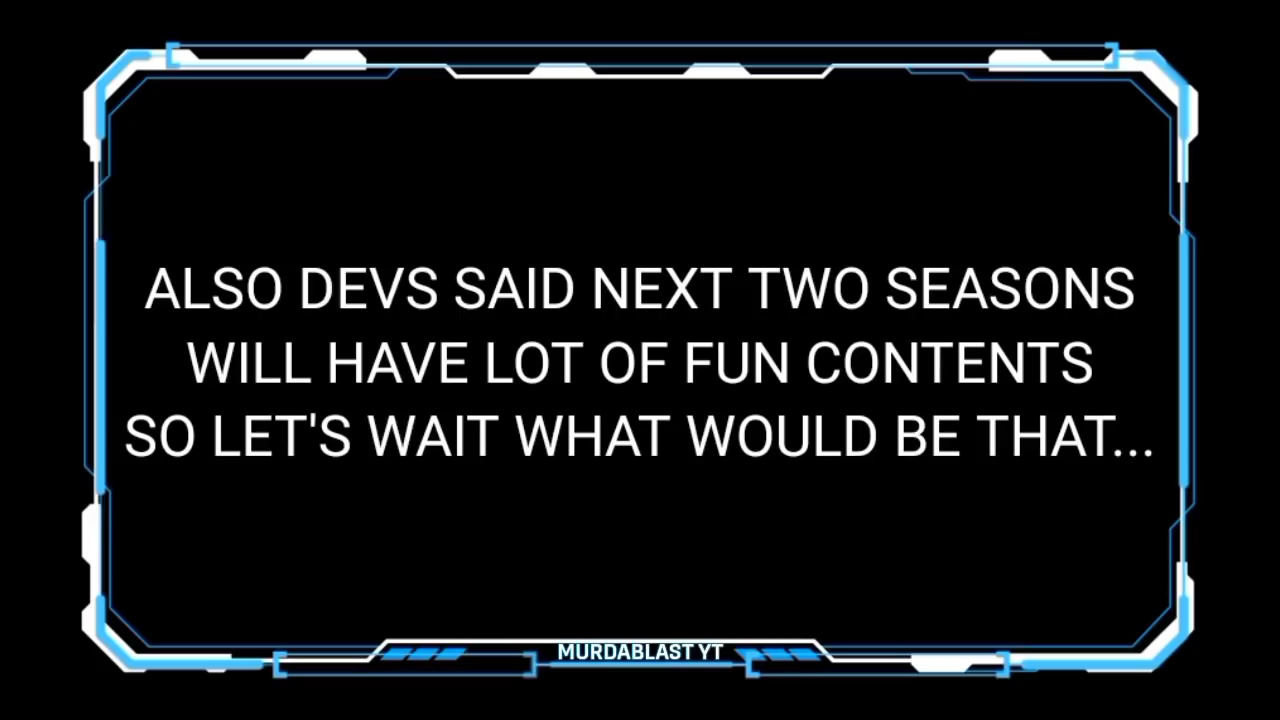 ALSO DEVS SAID NEXT TWO SEASONS
WILL HAVE LOT OF FUN CONTENTS
SO LET'S WAIT WHAT WOULD BE THAT...
MURDABLAST YT